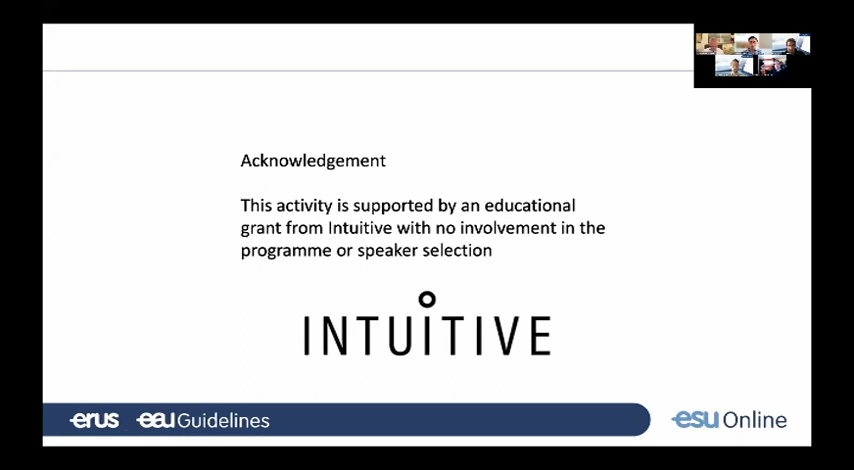 Acknowledgement
This activity is supported by an educational
grant from Intuitive with no involvement in the
programme or speaker selection
INTUITIVE
erus eau Guidelines
esu Online